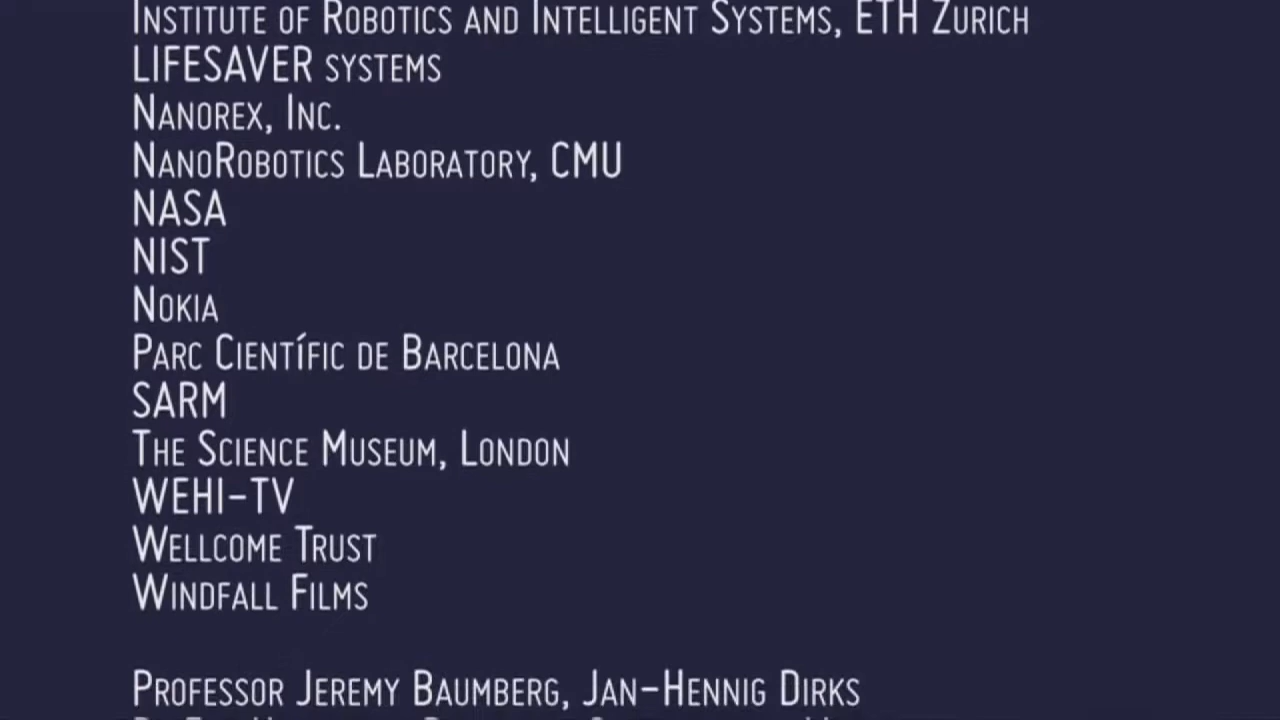 Institute of Robotics and Intelligent Systems, ETH Zurich
LIFESAVER systems
Nanorex, Inc.
NanoRobotics Laboratory, CMU
NASA
NIST
Nokia
Parc Científic de Barcelona
SARM
The Science Museum, London
WEHI-TV
Wellcome Trust
Windfall Films
Professor Jeremy Baumberg, Jan-Hennig Dirks